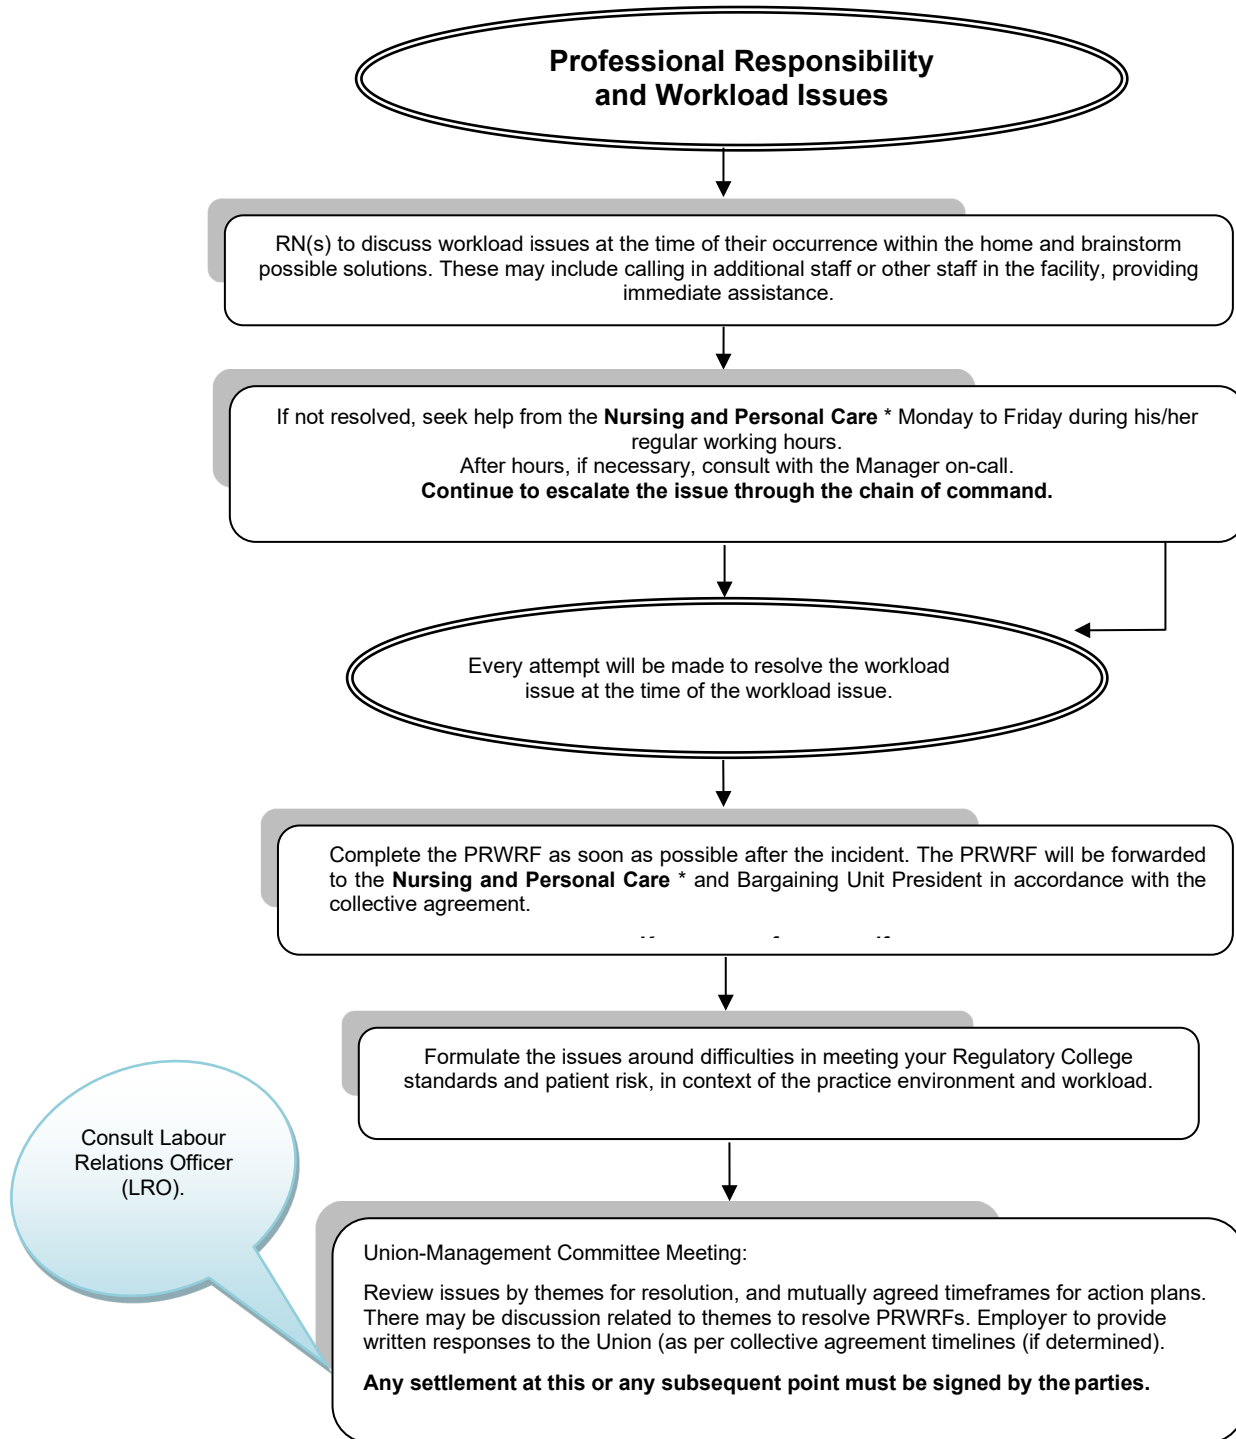 Professional Responsibility
and Workload Issues
RN(s) to discuss workload issues at the time of their occurrence within the home and brainstorm
possible solutions. These may include calling in additional staff or other staff in the facility, providing
immediate assistance.
If not resolved, seek help from the Nursing and Personal Care * Monday to Friday during his/her
regular working hours.
After hours, if necessary, consult with the Manager on-call.
Continue to escalate the issue through the chain of command.
Every attempt will be made to resolve the workload
issue at the time of the workload issue.
Complete the PRWRF as soon as possible after the incident. The PRWRF will be forwarded
to the Nursing and Personal Care * and Bargaining Unit President in accordance with the
collective agreement.
Formulate the issues around difficulties in meeting your Regulatory College
standards and patient risk, in context of the practice environment and workload.
Consult Labour
Relations Officer
(LRO).
Union-Management Committee Meeting:
Review issues by themes for resolution, and mutually agreed timeframes for action plans.
There may be discussion related to themes to resolve PRWRFs. Employer to provide
written responses to the Union (as per collective agreement timelines (if determined).
Any settlement at this or any subsequent point must be signed by the parties.